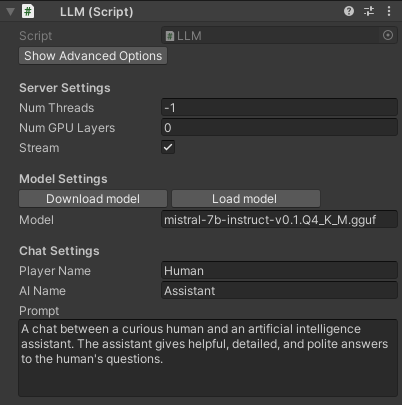 LLM (Script)
Script LLM
Show Advanced Options
Server Settings
Num Threads -1
Num GPU Layers 0
Stream
Model Settings
Download model Load model
Model mistral-7b-instruct-v0.1.Q4_K_M.gguf
Chat Settings
Player Name Human
AI Name Assistant
Prompt
A chat between a curious human and an artificial intelligence
assistant. The assistant gives helpful, detailed, and polite answers
to the human's questions.